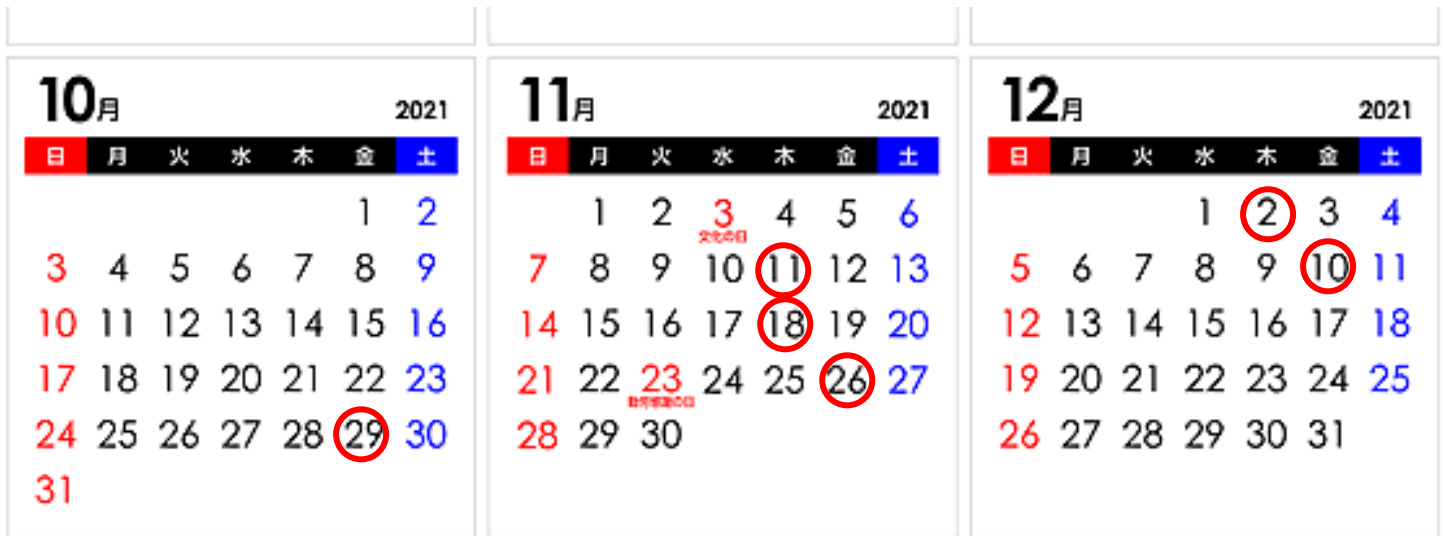 10月 2021
日 月 火 水 木 金 土
1 2
3 4 5 6 7 8 9
10 11 12 13 14 15 16
17 18 19 20 21 22 23
24 25 26 27 28 29 30
31
11月 2021
日 月 火 水 木 金 土
1 2 3 4 5 6
文化の日
7 8 9 10 11 12 13
14 15 16 17 18 19 20
21 22 23 24 25 26 27
勤労感謝の日
28 29 30
12月 2021
日 月 火 水 木 金 土
1 2 3 4
5 6 7 8 9 10 11
12 13 14 15 16 17 18
19 20 21 22 23 24 25
26 27 28 29 30 31